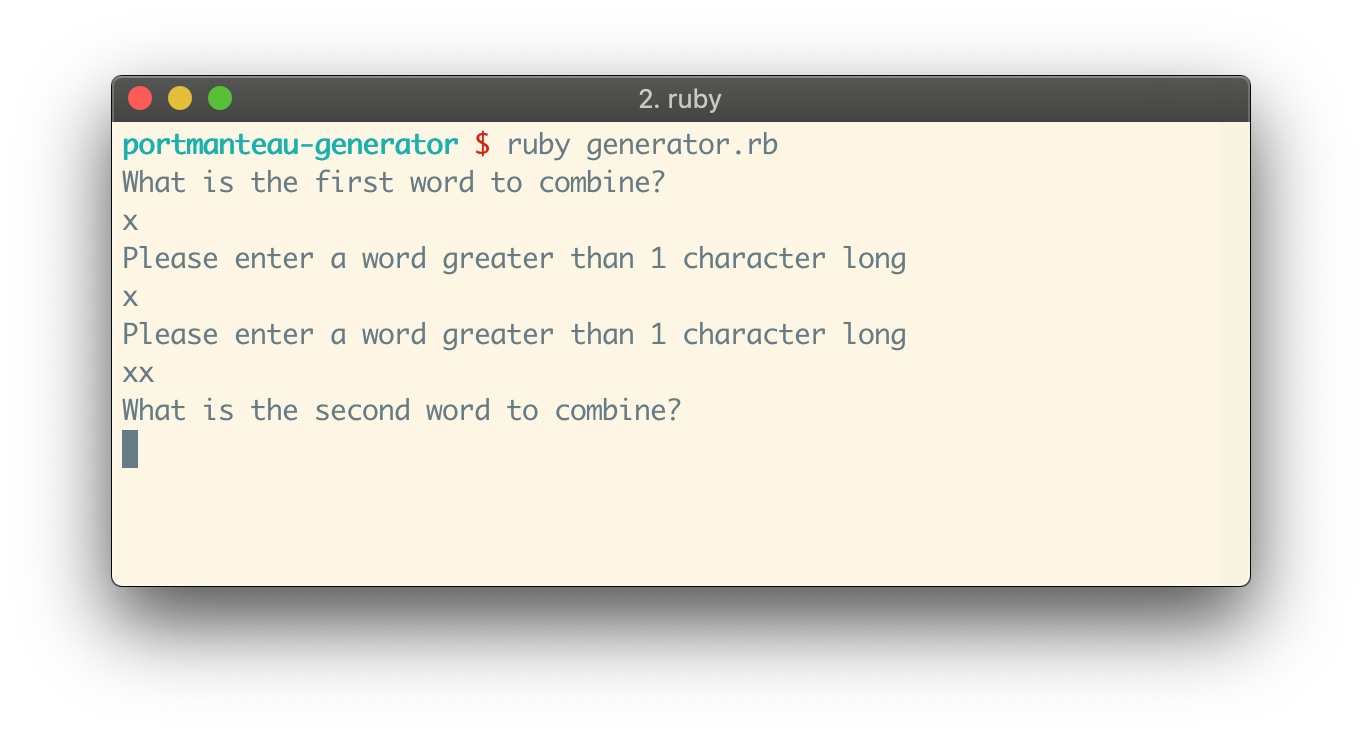 2. ruby
portmanteau-generator $ ruby generator.rb
What is the first word to combine?
x
Please enter a word greater than 1 character long
x
Please enter a word greater than 1 character long
xx
What is the second word to combine?